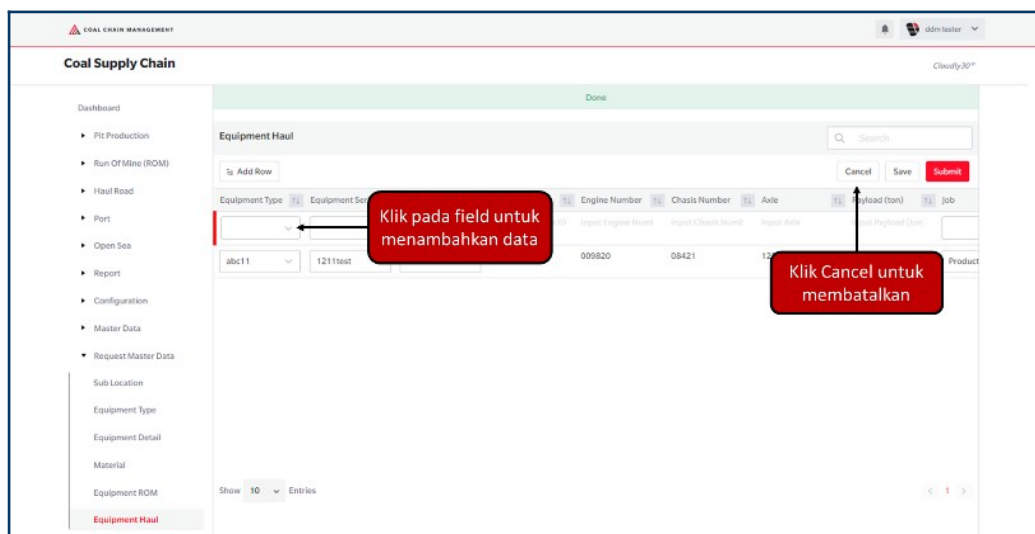 COAL CHAIN MANAGEMENT
ddm tester
Coal Supply Chain
Cloudly30°°
Dashboard
Done
Pit Production
Equipment Haul
Search
Run Of Mine (ROM)
Add Row
Cancel Save Submit
Haul Road
Equipment Type Equipment Ser Engine Number Chasis Number Axle Payload (ton) Job
Klik pada field untuk
menambahkan data
Input Engine Numb Input Chasis Numb Input Axle Input Payload (ton
Port
Open Sea
abc11 1211test 009820 08421 12 Product
Klik Cancel untuk
membatalkan
Report
Configuration
Master Data
Request Master Data
Sub Location
Equipment Type
Equipment Detail
Material
Equipment ROM
Show 10 Entries
1
Equipment Haul